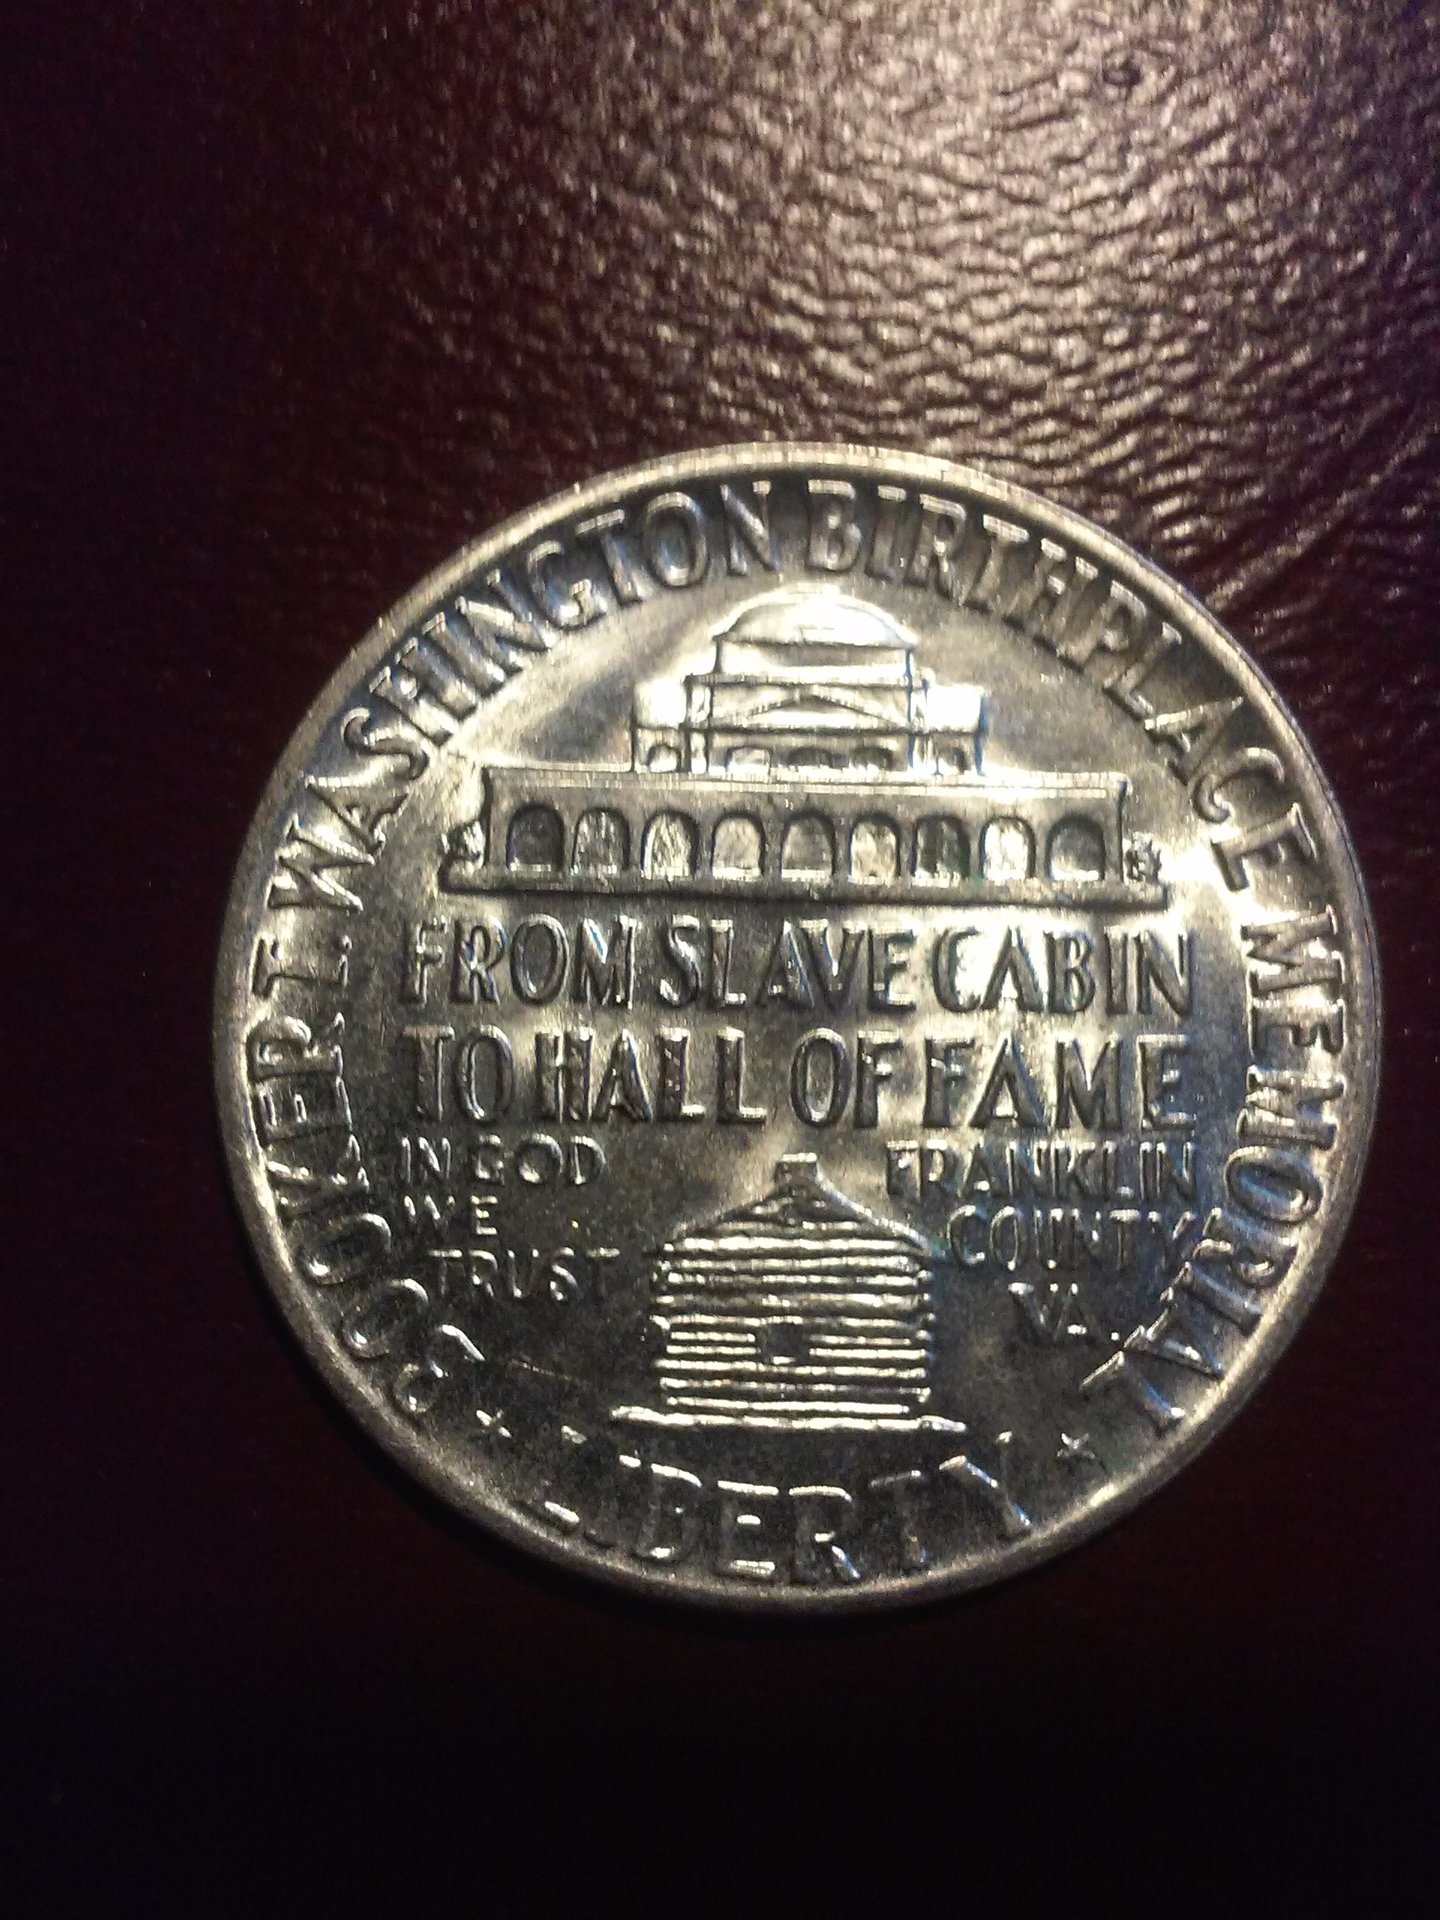 BOOKER T. WASHINGTON BIRTHPLACE MEMORIAL
FROM SLAVE CABIN
TO HALL OF FAME
IN GOD
WE
TRUST
FRANKLIN
COUNTY
VA.
LIBERTY